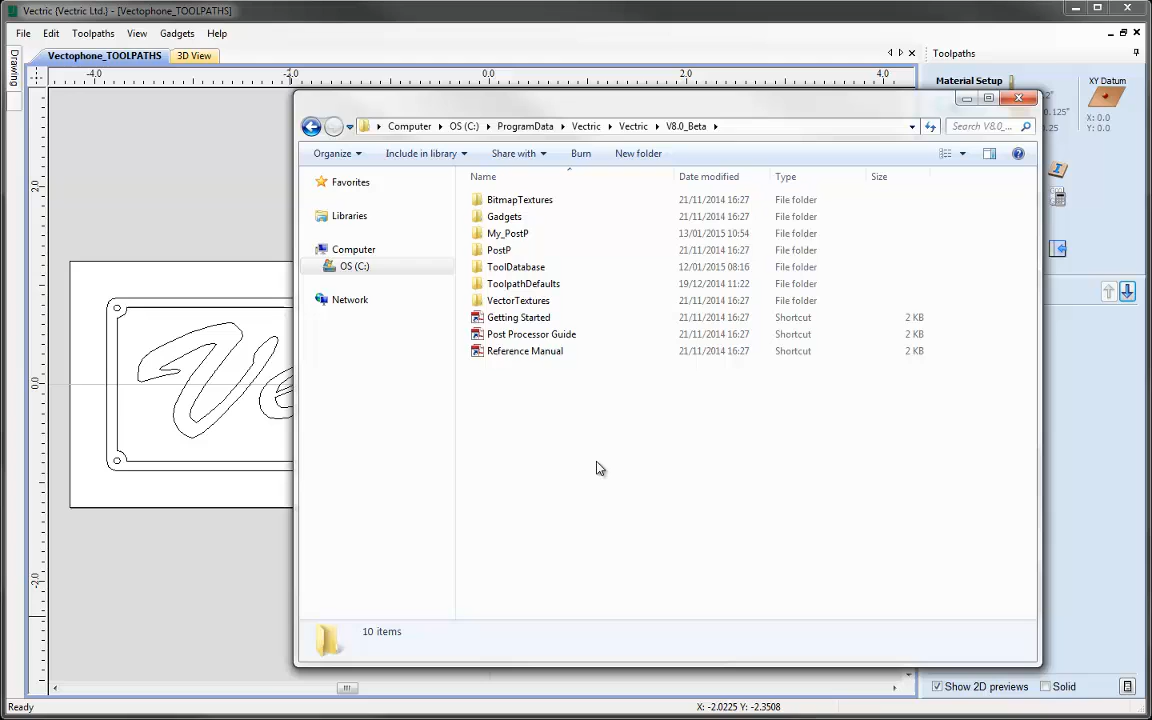 Vectric {Vectric Ltd.} - [Vectophone_TOOLPATHS]
File Edit Toolpaths View Gadgets Help
Drawing
Vectophone_TOOLPATHS 3D View
Toolpaths
-4.0 0.0 2.0 4.0
Material Setup
XY Datum
0.125"
X: 0.0
Y: 0.0
Computer OS (C:) ProgramData Vectric Vectric V8.0_Beta
Search V8.0_...
Organize Include in library Share with Burn New folder
Favorites
Libraries
Computer
OS (C:)
Network
Name Date modified Type Size
BitmapTextures 21/11/2014 16:27 File folder
Gadgets 21/11/2014 16:27 File folder
My_PostP 13/01/2015 10:54 File folder
PostP 21/11/2014 16:27 File folder
ToolDatabase 12/01/2015 08:16 File folder
ToolpathDefaults 19/12/2014 11:22 File folder
VectorTextures 21/11/2014 16:27 File folder
Getting Started 21/11/2014 16:27 Shortcut 2 KB
Post Processor Guide 21/11/2014 16:27 Shortcut 2 KB
Reference Manual 21/11/2014 16:27 Shortcut 2 KB
2.0
0.0
-2.0
Ve
10 items
Show 2D previews Solid
Ready
X: -2.0225 Y: -2.3508